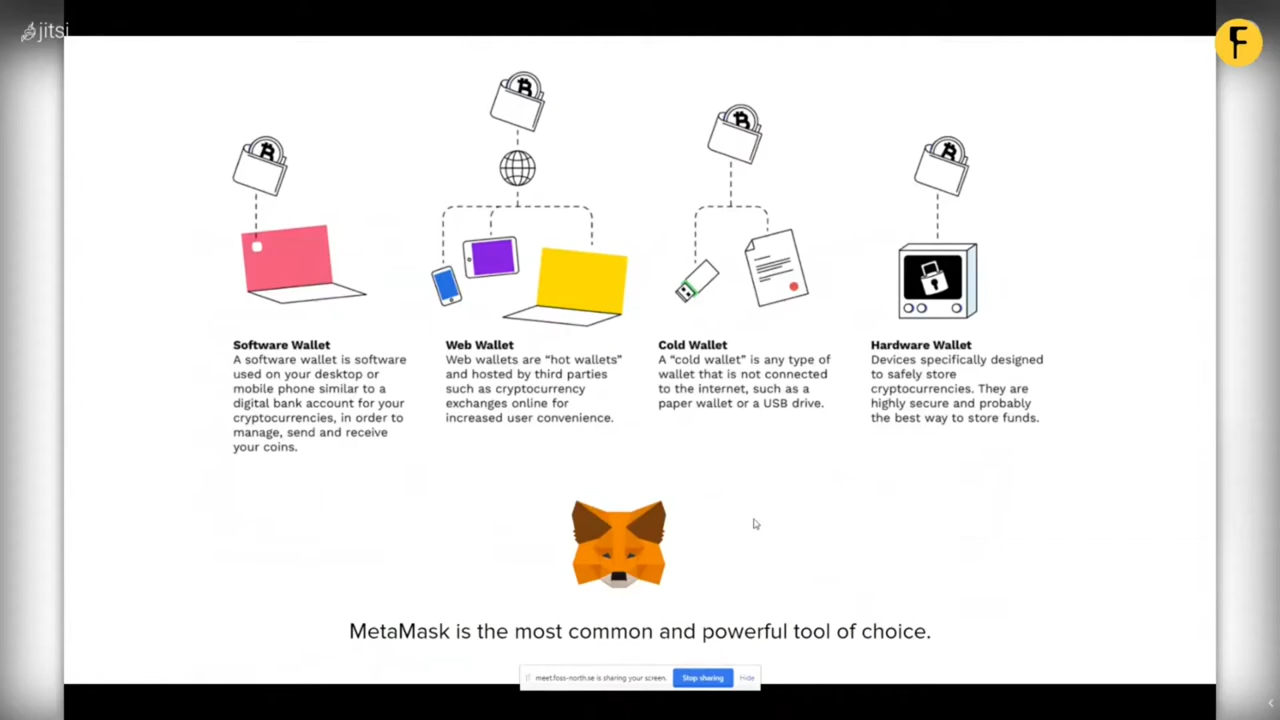 jitsi
F
Software Wallet
A software wallet is software
used on your desktop or
mobile phone similar to a
digital bank account for your
cryptocurrencies, in order to
manage, send and receive
your coins.
Web Wallet
Web wallets are “hot wallets”
and hosted by third parties
such as cryptocurrency
exchanges online for
increased user convenience.
Cold Wallet
A “cold wallet” is any type of
wallet that is not connected
to the internet, such as a
paper wallet or a USB drive.
Hardware Wallet
Devices specifically designed
to safely store
cryptocurrencies. They are
highly secure and probably
the best way to store funds.
MetaMask is the most common and powerful tool of choice.
meet.foss-north.se is sharing your screen.
Stop sharing
Hide